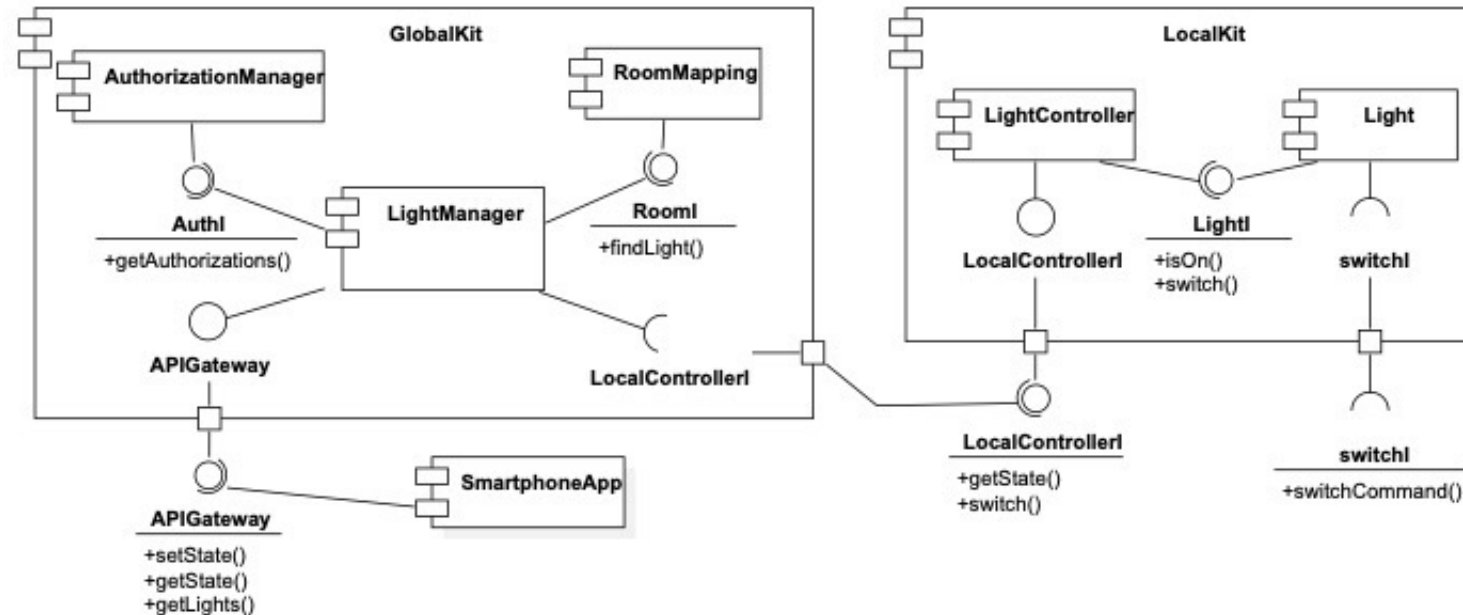 GlobalKit
AuthorizationManager
RoomMapping
LightManager
AuthI
+getAuthorizations()
RoomI
+findLight()
APIGateway
LocalControllerI
APIGateway
+setState()
+getState()
+getLights()
SmartphoneApp
LocalKit
LightController
Light
LocalControllerI
LightI
+isOn()
+switch()
switchI
LocalControllerI
+getState()
+switch()
switchI
+switchCommand()